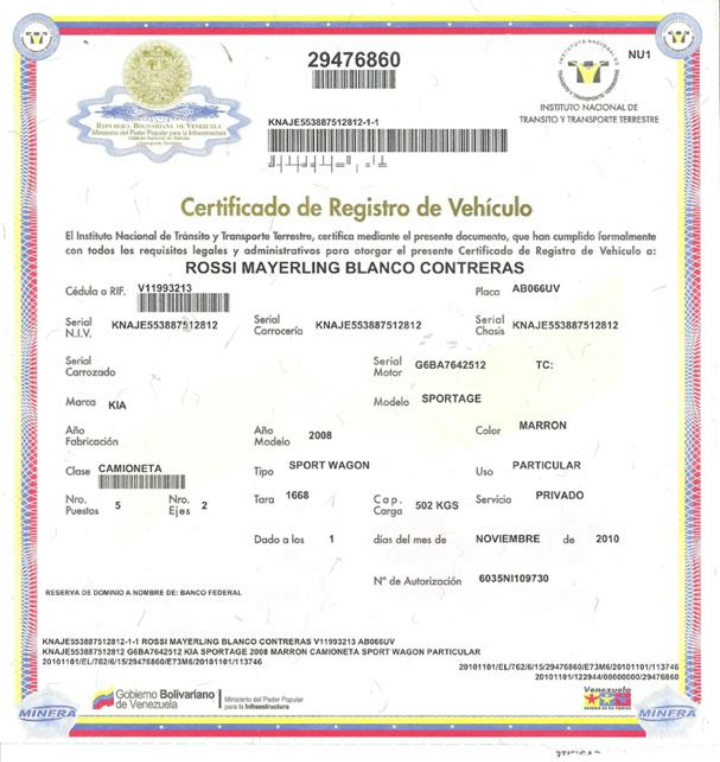 29476860
NU1
REPÚBLICA BOLIVARIANA DE VENEZUELA
Ministerio del Poder Popular para la Infraestructura
Instituto Nacional de Tránsito
y Transporte Terrestre
INSTITUTO NACIONAL DE
TRANSITO Y TRANSPORTE TERRESTRE
KNAJE553887512812-1-1
Certificado de Registro de Vehículo
El Instituto Nacional de Tránsito y Transporte Terrestre, certifica mediante el presente documento, que han cumplido formalmente
con todos los requisitos legales y administrativos para otorgar el presente Certificado de Registro de Vehículo a:
ROSSI MAYERLING BLANCO CONTRERAS
Cédula o RIF. V11993213 Placa AB066UV
Serial N.I.V. KNAJE553887512812 Serial Carrocería KNAJE553887512812 Serial Chasis KNAJE553887512812
Serial Carrozado Serial Motor G6BA7642512 TC:
Marca KIA Modelo SPORTAGE
Año Fabricación Año Modelo 2008 Color MARRON
Clase CAMIONETA Tipo SPORT WAGON Uso PARTICULAR
Nro. Puestos 5 Nro. Ejes 2 Tara 1668 Cap. Carga 502 KGS Servicio PRIVADO
Dado a los 1 días del mes de NOVIEMBRE de 2010
N° de Autorización 6035NI109730
RESERVA DE DOMINIO A NOMBRE DE: BANCO FEDERAL
KNAJE553887512812-1-1 ROSSI MAYERLING BLANCO CONTRERAS V11993213 AB066UV
KNAJE553887512812 G6BA7642512 KIA SPORTAGE 2008 MARRON CAMIONETA SPORT WAGON PARTICULAR
20101101/EL/762/6/15/29476860/E73M6/20101101/113746
20101101/EL/762/6/15/29476860/E73M6/20101101/113746
20101101/122944/00000000/29476860
Gobierno Bolivariano de Venezuela
Ministerio del Poder Popular
para la Infraestructura
Venezuela
MINFRA
MINFRA